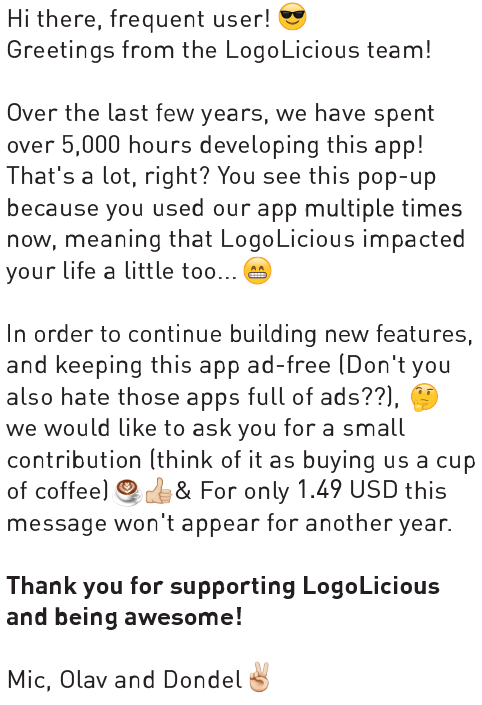 Hi there, frequent user! 😎
Greetings from the LogoLicious team!
Over the last few years, we have spent
over 5,000 hours developing this app!
That's a lot, right? You see this pop-up
because you used our app multiple times
now, meaning that LogoLicious impacted
your life a little too... 😁
In order to continue building new features,
and keeping this app ad-free (Don't you
also hate those apps full of ads??), 🤔
we would like to ask you for a small
contribution (think of it as buying us a cup
of coffee) ☕👍🏼& For only 1.49 USD this
message won't appear for another year.
Thank you for supporting LogoLicious
and being awesome!
Mic, Olav and Dondel ✌🏼